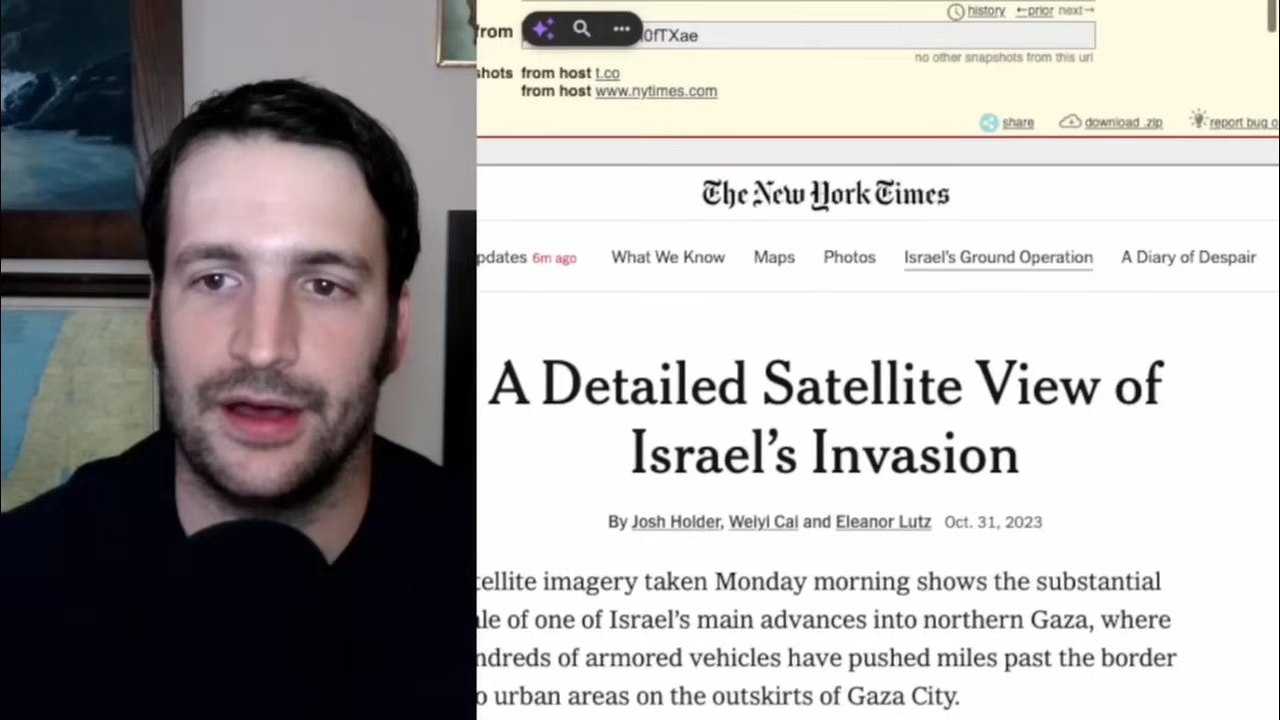 history ←prior next→
from 0fTXae
no other snapshots from this url
shots from host t.co
from host www.nytimes.com
share download .zip report bug o
The New York Times
pdates 6m ago What We Know Maps Photos Israel's Ground Operation A Diary of Despair
A Detailed Satellite View of
Israel's Invasion
By Josh Holder, Weiyi Cai and Eleanor Lutz Oct. 31, 2023
tellite imagery taken Monday morning shows the substantial
ale of one of Israel's main advances into northern Gaza, where
ndreds of armored vehicles have pushed miles past the border
o urban areas on the outskirts of Gaza City.